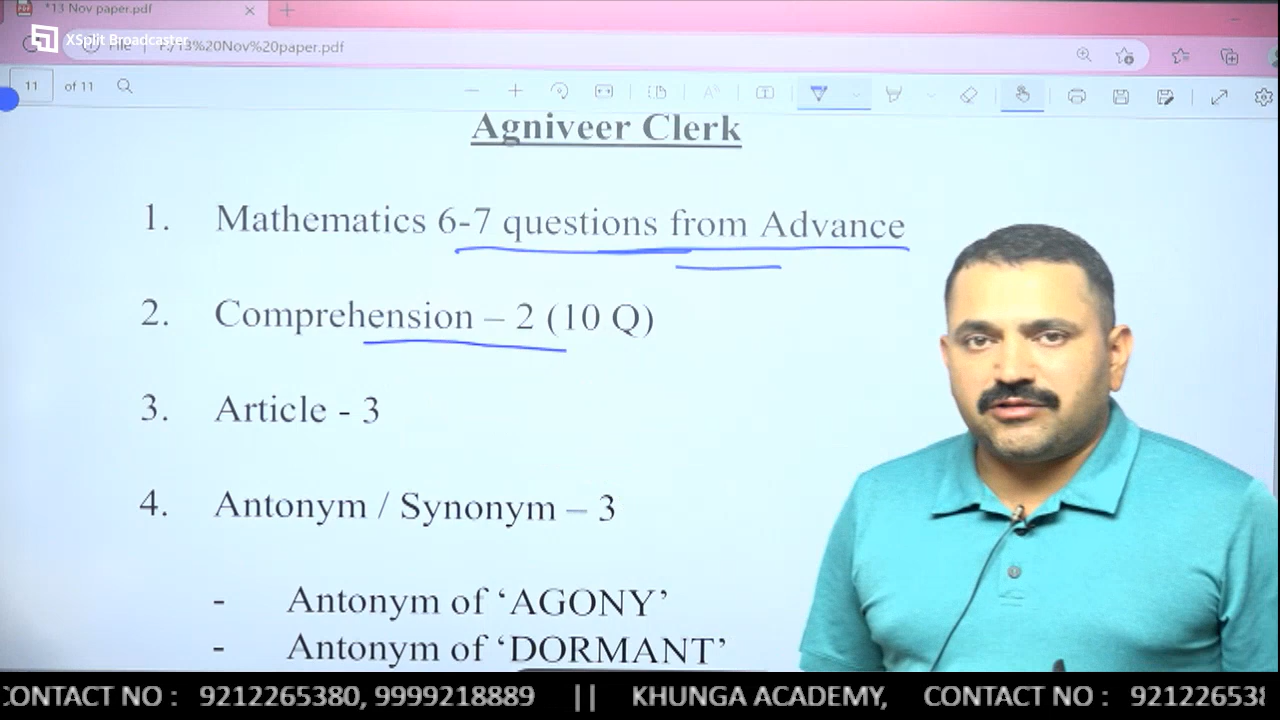 *13 Nov paper.pdf
XSplit Broadcaster
File
13%20Nov%20paper.pdf
11 of 11
Agniveer Clerk
1. Mathematics 6-7 questions from Advance
2. Comprehension – 2 (10 Q)
3. Article - 3
4. Antonym / Synonym – 3
- Antonym of ‘AGONY’
- Antonym of ‘DORMANT’
CONTACT NO : 9212265380, 9999218889 || KHUNGA ACADEMY, CONTACT NO : 921226538